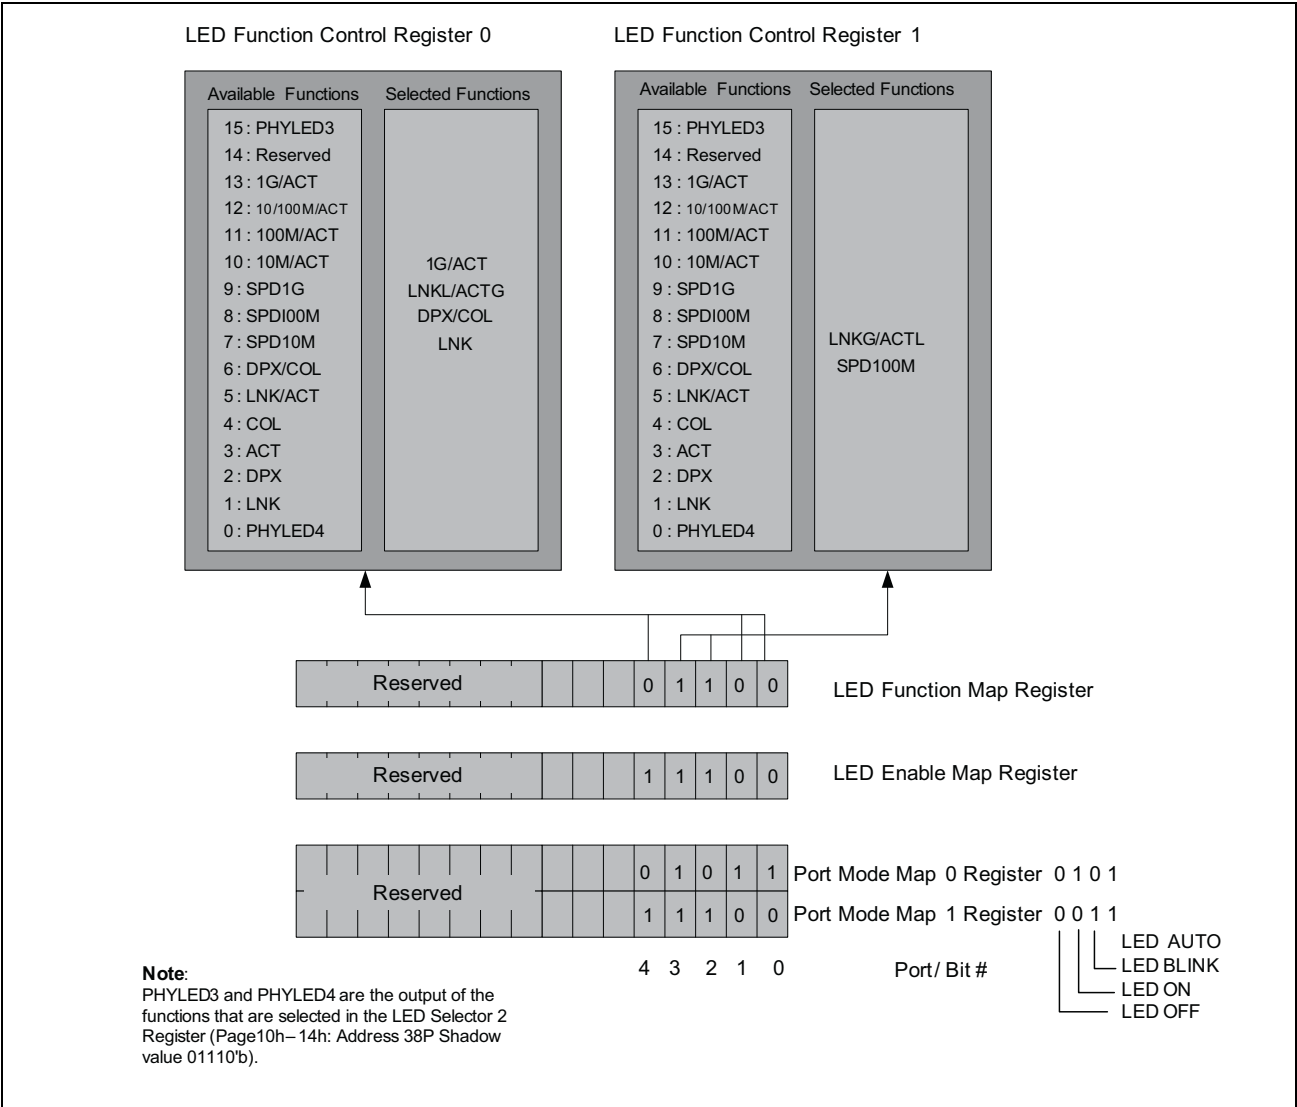 LED Function Control Register 0
LED Function Control Register 1
Available Functions
Selected Functions
15 : PHYLED3
14 : Reserved
13 : 1G/ACT
12 : 10/100M/ACT
11 : 100M/ACT
10 : 10M/ACT
9 : SPD1G
8 : SPDI00M
7 : SPD10M
6 : DPX/COL
5 : LNK/ACT
4 : COL
3 : ACT
2 : DPX
1 : LNK
0 : PHYLED4
1G/ACT
LNKL/ACTG
DPX/COL
LNK
Available Functions
Selected Functions
15 : PHYLED3
14 : Reserved
13 : 1G/ACT
12 : 10/100M/ACT
11 : 100M/ACT
10 : 10M/ACT
9 : SPD1G
8 : SPDI00M
7 : SPD10M
6 : DPX/COL
5 : LNK/ACT
4 : COL
3 : ACT
2 : DPX
1 : LNK
0 : PHYLED4
LNKG/ACTL
SPD100M
Reserved 0 1 1 0 0 LED Function Map Register
Reserved 1 1 1 0 0 LED Enable Map Register
Reserved
0 1 0 1 1 Port Mode Map 0 Register 0 1 0 1
1 1 1 0 0 Port Mode Map 1 Register 0 0 1 1
LED AUTO
LED BLINK
LED ON
LED OFF
4 3 2 1 0 Port/ Bit #
Note:
PHYLED3 and PHYLED4 are the output of the
functions that are selected in the LED Selector 2
Register (Page10h– 14h: Address 38P Shadow
value 01110'b).